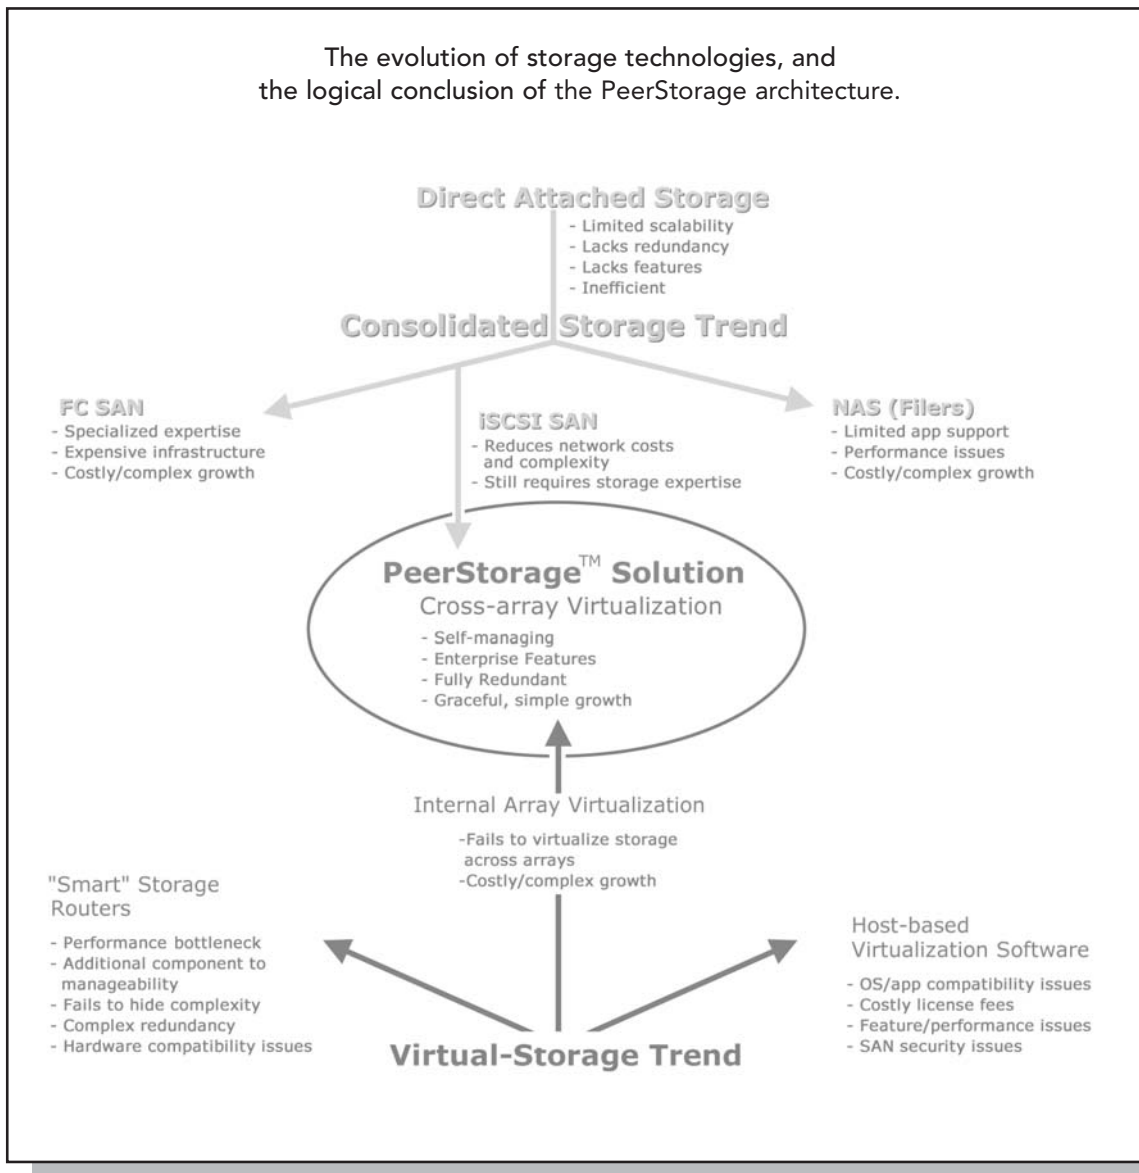 The evolution of storage technologies, and
the logical conclusion of the PeerStorage architecture.
Direct Attached Storage
- Limited scalability
- Lacks redundancy
- Lacks features
- Inefficient
Consolidated Storage Trend
FC SAN
- Specialized expertise
- Expensive infrastructure
- Costly/complex growth
iSCSI SAN
- Reduces network costs
and complexity
- Still requires storage expertise
NAS (Filers)
- Limited app support
- Performance issues
- Costly/complex growth
PeerStorage™ Solution
Cross-array Virtualization
- Self-managing
- Enterprise Features
- Fully Redundant
- Graceful, simple growth
Internal Array Virtualization
-Fails to virtualize storage
across arrays
-Costly/complex growth
"Smart" Storage
Routers
- Performance bottleneck
- Additional component to
manageability
- Fails to hide complexity
- Complex redundancy
- Hardware compatibility issues
Host-based
Virtualization Software
- OS/app compatibility issues
- Costly license fees
- Feature/performance issues
- SAN security issues
Virtual-Storage Trend